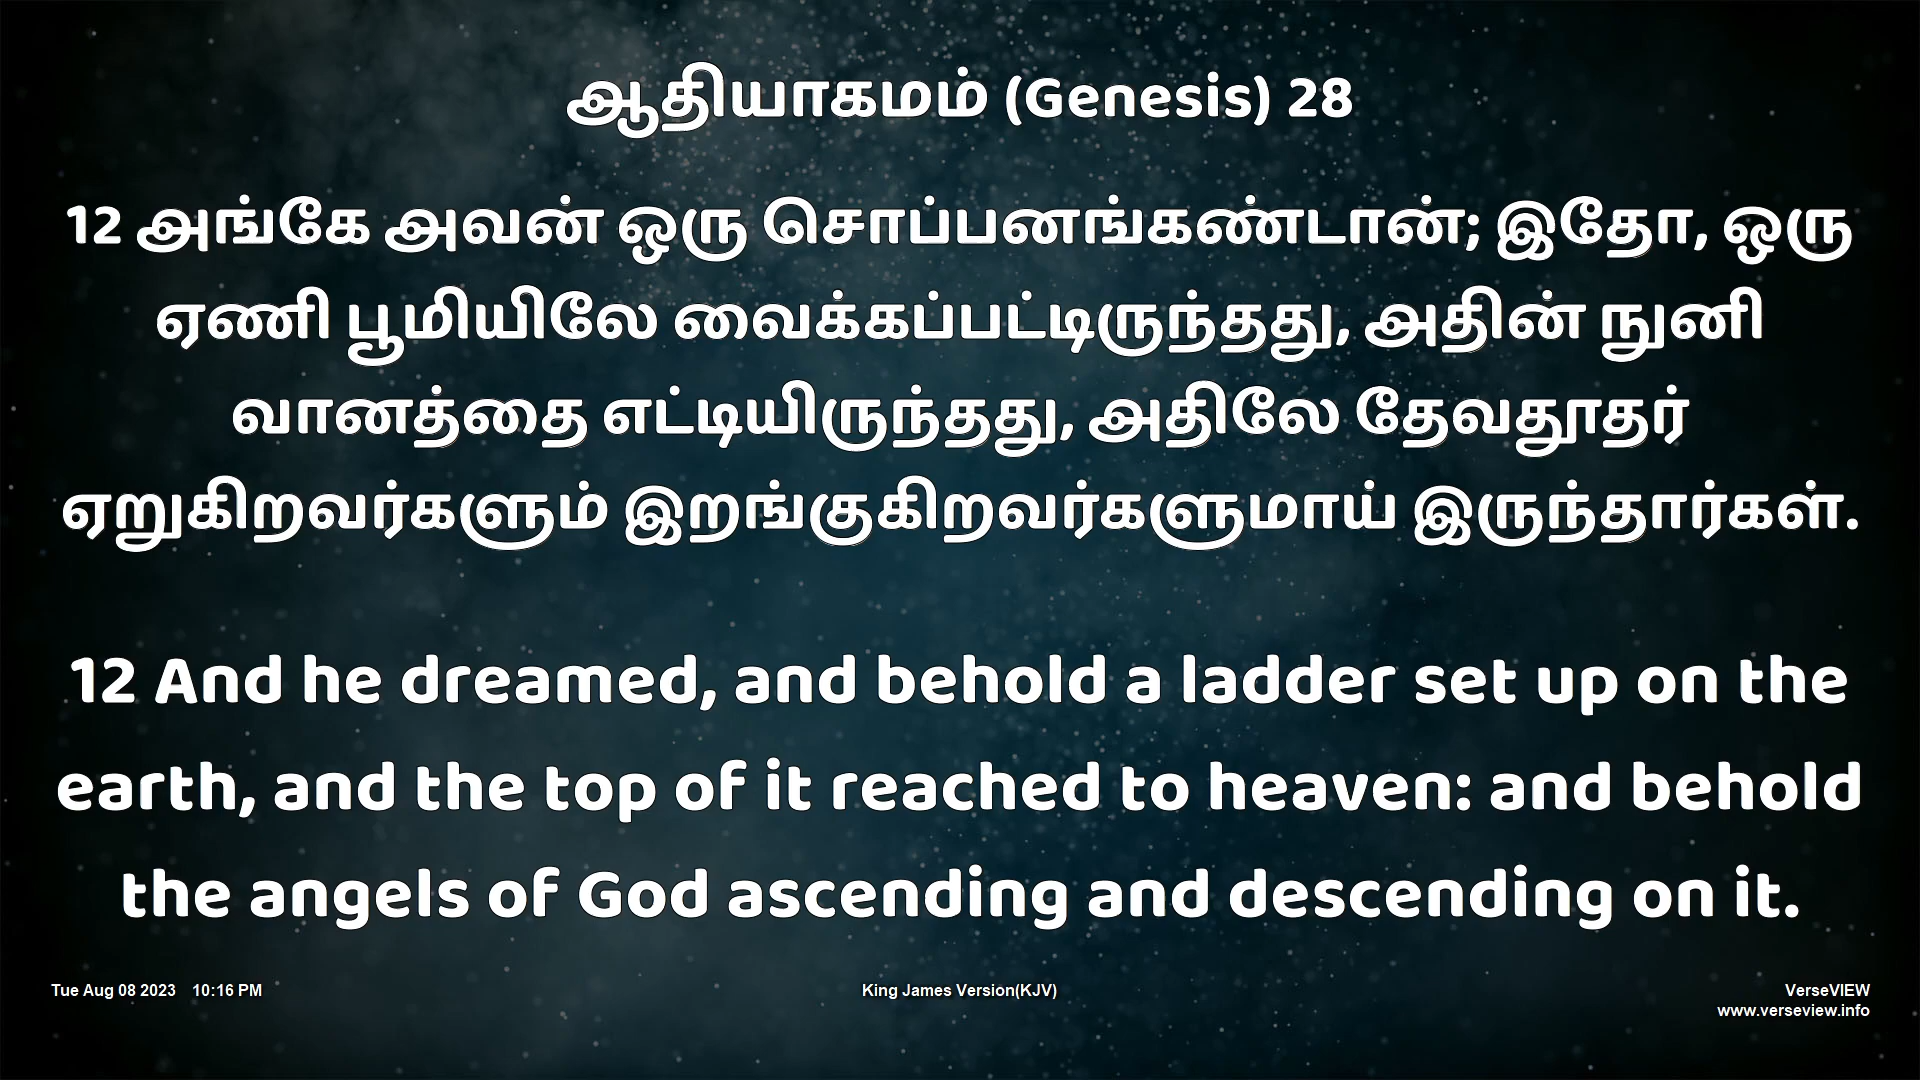 ஆதியாகமம் (Genesis) 28
12 அங்கே அவன் ஒரு சொப்பனங்கண்டான்; இதோ, ஒரு
ஏணி பூமியிலே வைக்கப்பட்டிருந்தது, அதின் நுனி
வானத்தை எட்டியிருந்தது, அதிலே தேவதூதர்
ஏறுகிறவர்களும் இறங்குகிறவர்களுமாய் இருந்தார்கள்.
12 And he dreamed, and behold a ladder set up on the
earth, and the top of it reached to heaven: and behold
the angels of God ascending and descending on it.
Tue Aug 08 2023 10:16 PM
King James Version(KJV)
VerseVIEW
www.verseview.info